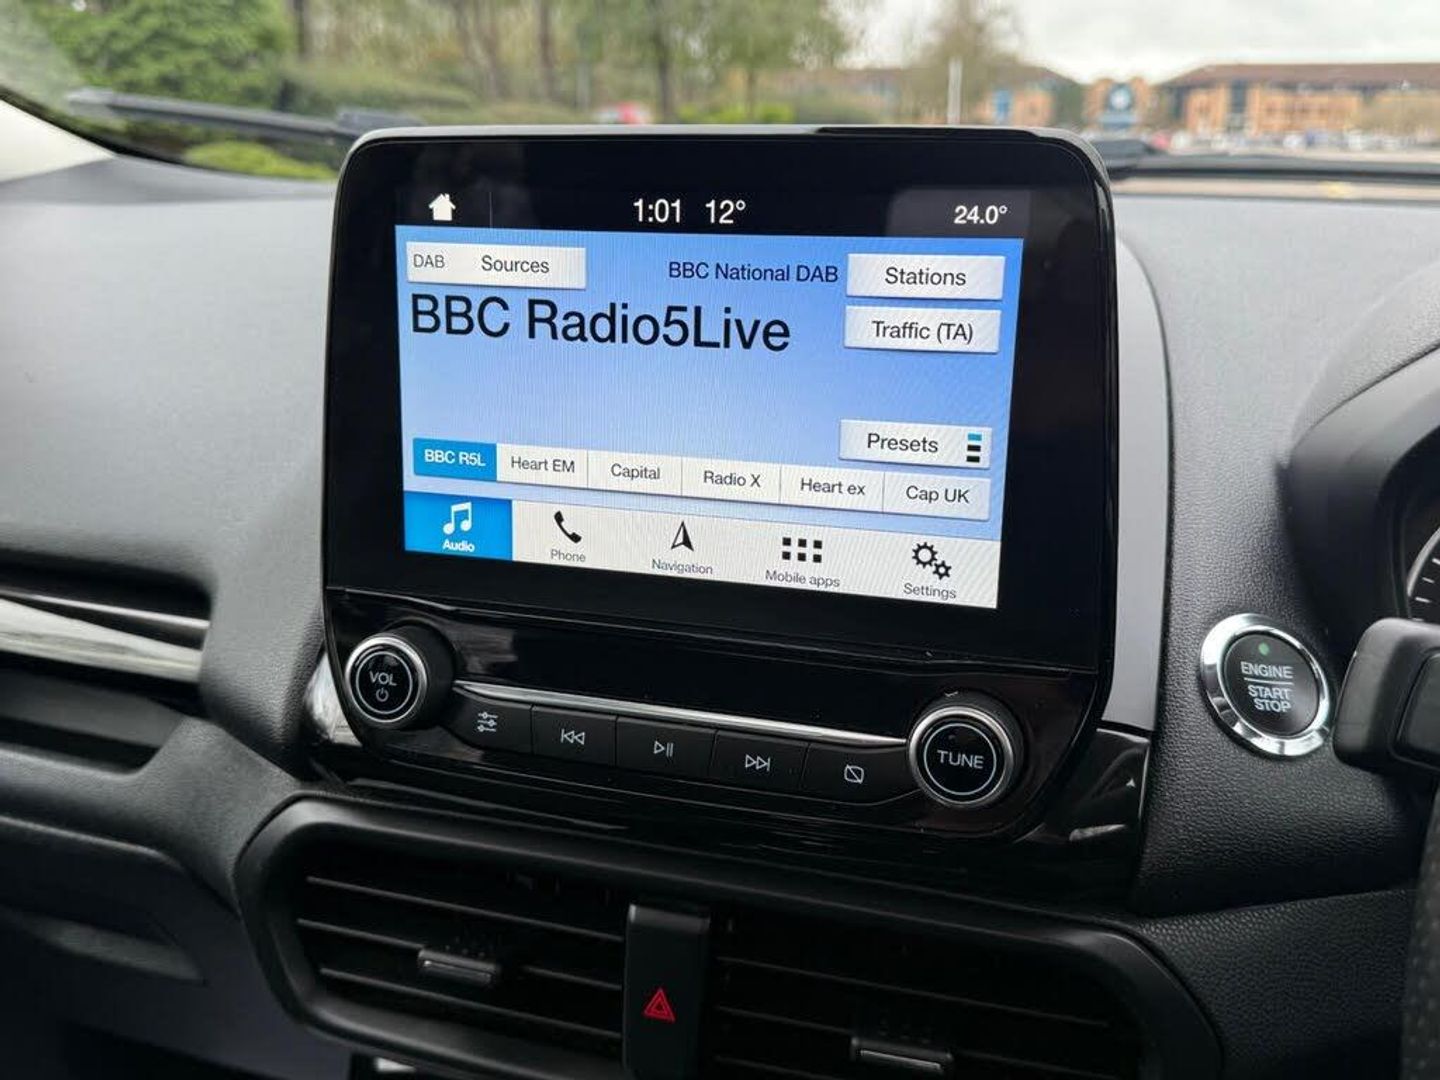 1:01 12° 24.0°
DAB Sources BBC National DAB Stations
BBC Radio5Live
Traffic (TA)
Presets
BBC R5L Heart EM Capital Radio X Heart ex Cap UK
Audio Phone Navigation Mobile apps Settings
VOL
TUNE
ENGINE
START
STOP